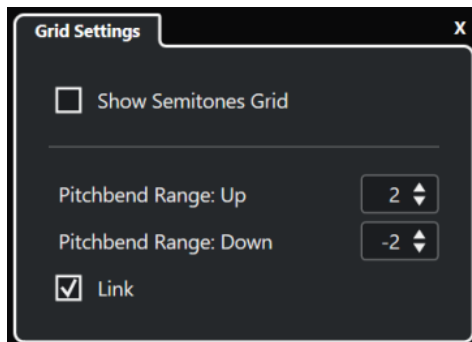 Grid Settings X
Show Semitones Grid
Pitchbend Range: Up 2
Pitchbend Range: Down -2
Link